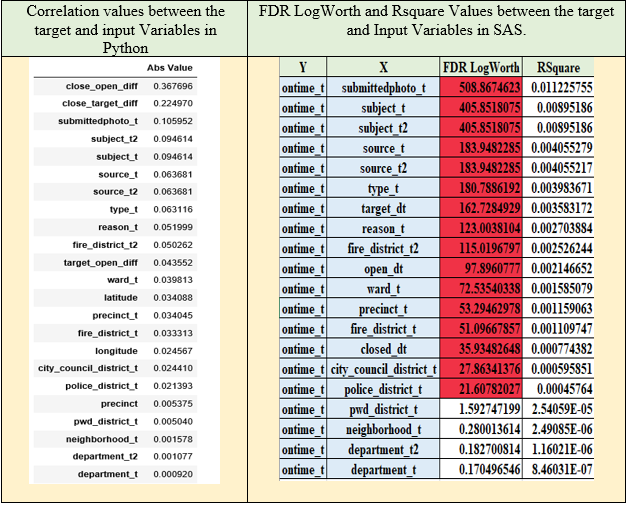 Correlation values between the
target and input Variables in
Python
FDR LogWorth and Rsquare Values between the target
and Input Variables in SAS.
Abs Value
close_open_diff 0.367696
close_target_diff 0.224970
submittedphoto_t 0.105952
subject_t2 0.094614
subject_t 0.094614
source_t 0.063681
source_t2 0.063681
type_t 0.063116
reason_t 0.051999
fire_district_t2 0.050262
target_open_diff 0.043552
ward_t 0.039813
latitude 0.034088
precinct_t 0.034045
fire_district_t 0.033313
longitude 0.024567
city_council_district_t 0.024410
police_district_t 0.021393
precinct 0.005375
pwd_district_t 0.005040
neighborhood_t 0.001578
department_t2 0.001077
department_t 0.000920
Y X FDR LogWorth RSquare
ontime_t submittedphoto_t 508.8674623 0.011225755
ontime_t subject_t 405.8518075 0.00895186
ontime_t subject_t2 405.8518075 0.00895186
ontime_t source_t 183.9482285 0.004055279
ontime_t source_t2 183.9482285 0.004055217
ontime_t type_t 180.7886192 0.003983671
ontime_t target_dt 162.7284929 0.003583172
ontime_t reason_t 123.0038104 0.002703884
ontime_t fire_district_t2 115.0196797 0.002526244
ontime_t open_dt 97.8960777 0.002146652
ontime_t ward_t 72.53540338 0.001585079
ontime_t precinct_t 53.29462978 0.001159063
ontime_t fire_district_t 51.09667857 0.001109747
ontime_t closed_dt 35.93482648 0.000774382
ontime_t city_council_district_t 27.86341376 0.000595851
ontime_t police_district_t 21.60782027 0.00045764
ontime_t pwd_district_t 1.592747199 2.54059E-05
ontime_t neighborhood_t 0.280013614 2.49085E-06
ontime_t department_t2 0.182700814 1.16021E-06
ontime_t department_t 0.170496546 8.46031E-07